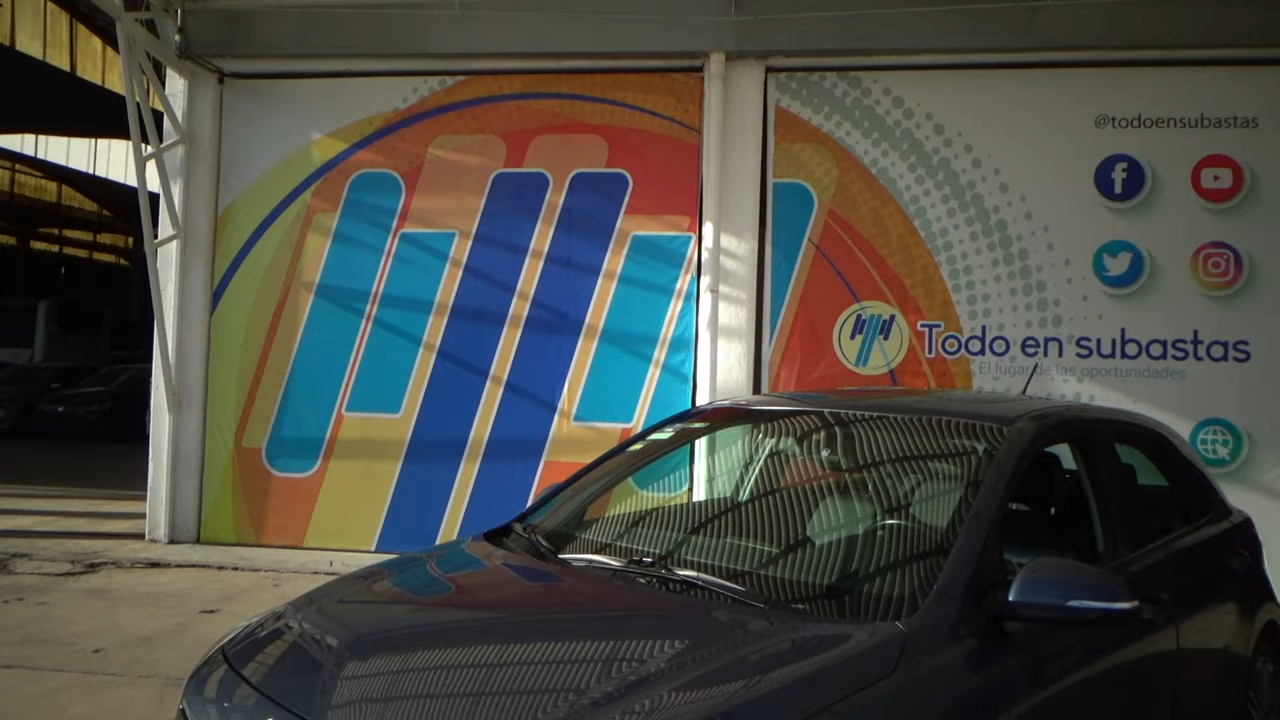 @todoensubastas
Todo en subastas
El lugar de las oportunidades